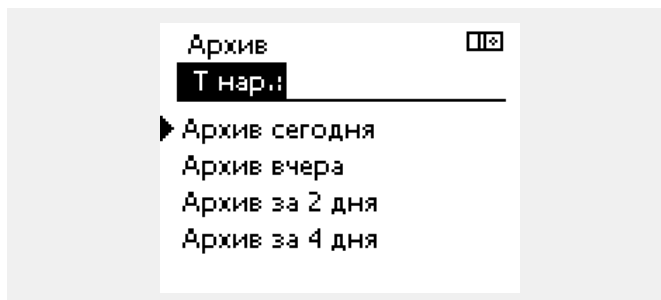 Архив
Т нар.:
Архив сегодня
Архив вчера
Архив за 2 дня
Архив за 4 дня